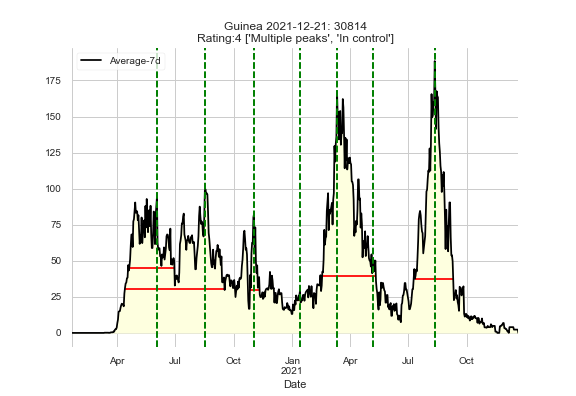 Guinea 2021-12-21: 30814
Rating:4 ['Multiple peaks', 'In control']
Average-7d
175
150
125
100
75
50
25
0
Apr Jul Oct Jan Apr Jul Oct
2021
Date